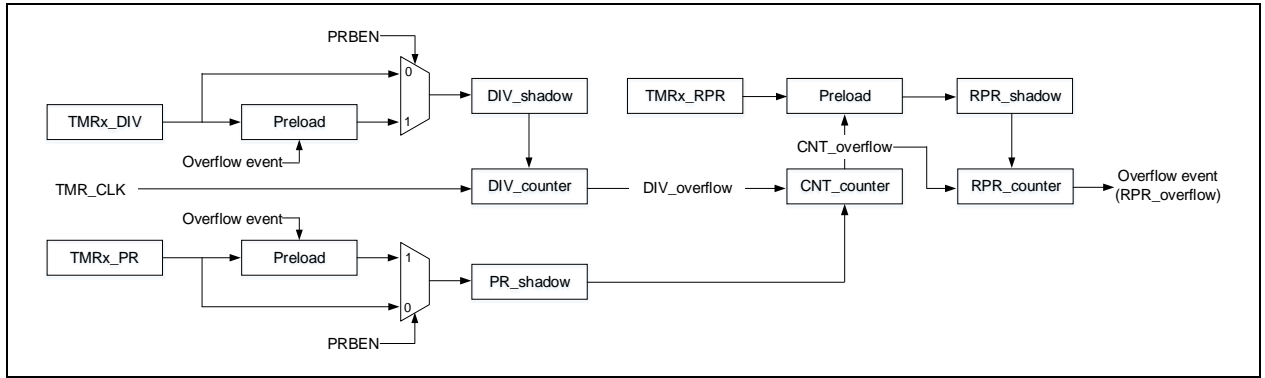 PRBEN
0
DIV_shadow
TMRx_RPR
Preload
RPR_shadow
TMRx_DIV
Preload
1
Overflow event
CNT_overflow
TMR_CLK
DIV_counter
DIV_overflow
CNT_counter
RPR_counter
Overflow event
(RPR_overflow)
Overflow event
TMRx_PR
Preload
1
PR_shadow
0
PRBEN